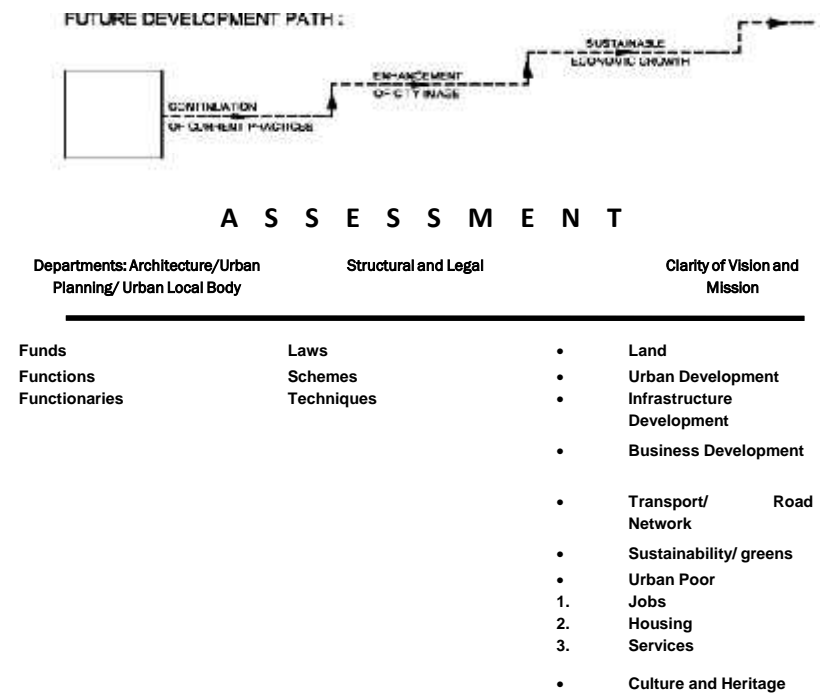 FUTURE DEVELOPMENT PATH :
SUSTAINABLE
ECONOMIC GROWTH
ENHANCEMENT
OF CITY IMAGE
CONTINUATION
OF CURRENT PRACTICES
ASSESSMENT
Departments: Architecture/Urban
Planning/ Urban Local Body
Structural and Legal
Clarity of Vision and
Mission
Funds
Functions
Functionaries
Laws
Schemes
Techniques
• Land
• Urban Development
• Infrastructure
Development
• Business Development
• Transport/ Road
Network
• Sustainability/ greens
• Urban Poor
1. Jobs
2. Housing
3. Services
• Culture and Heritage